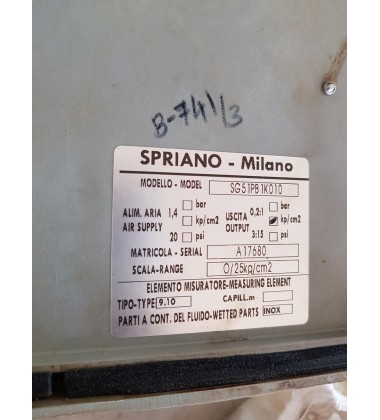 8-741/3
SPRIANO - Milano
MODELLO - MODEL SG51PB1K010
bar bar
ALIM. ARIA 1,4 kp/cm2 USCITA 0,2:1 kp/cm2
AIR SUPPLY 20 psi OUTPUT 3:15 psi
MATRICOLA - SERIAL A17680
SCALA-RANGE 0/25kg/cm2
ELEMENTO MISURATORE-MEASURING ELEMENT
TIPO-TYPE 9.10 CAPILL.m
PARTI A CONT. DEL FLUIDO-WETTED PARTS INOX